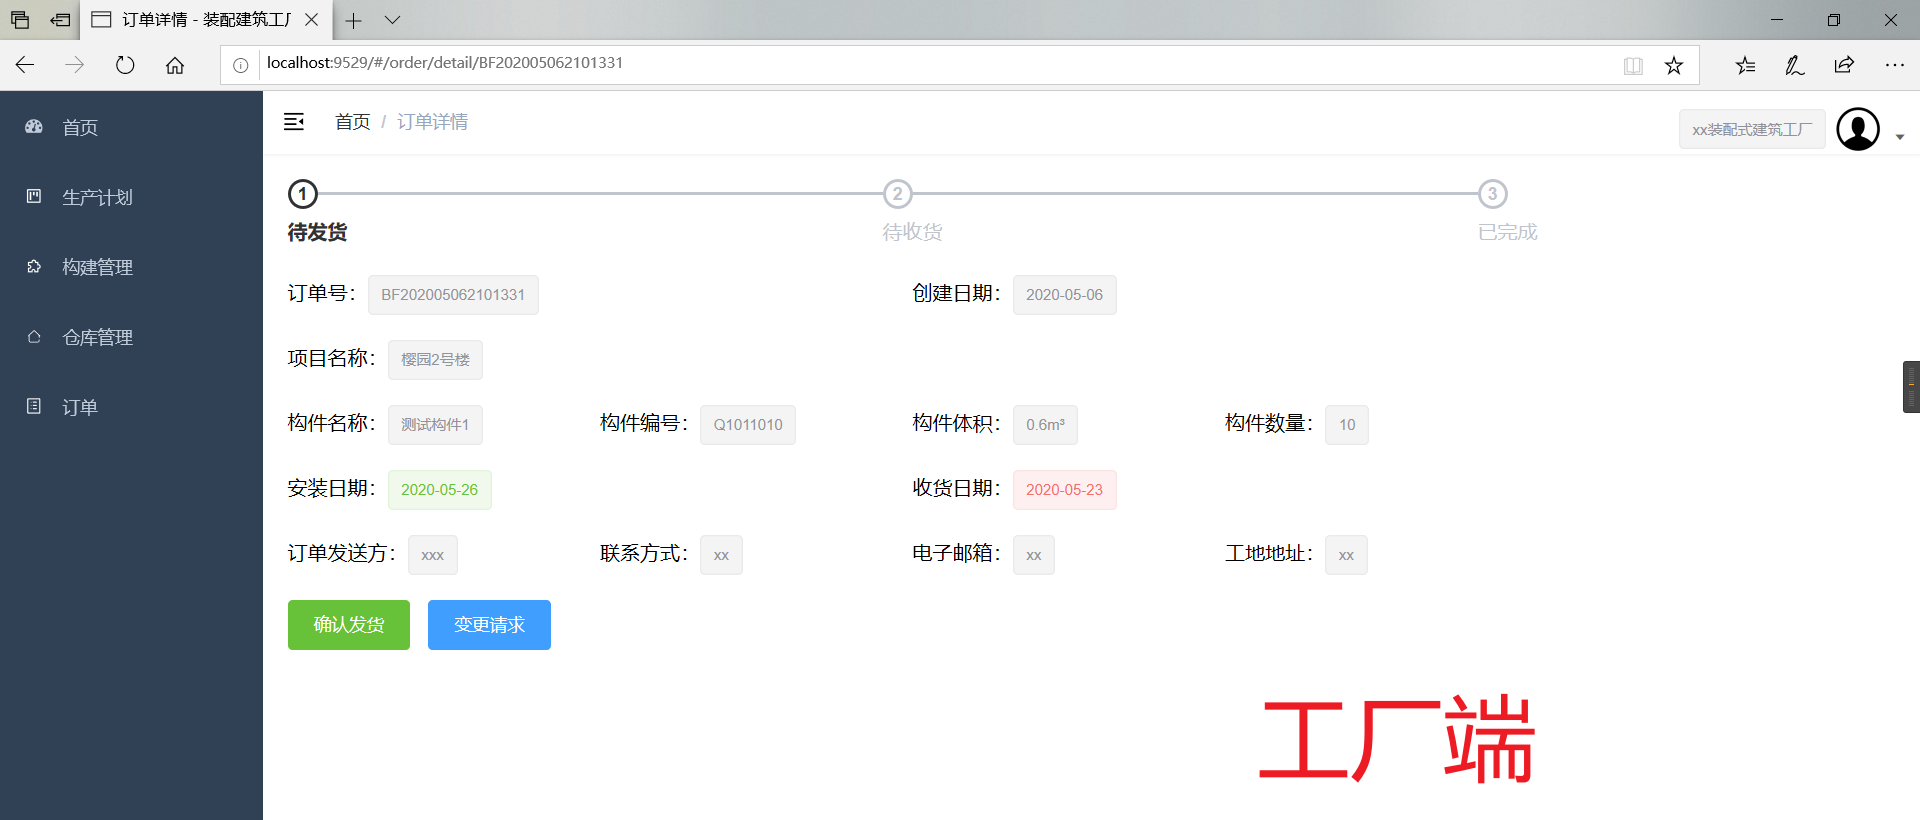 订单详情 - 装配建筑工厂
localhost:9529/#/order/detail/BF202005062101331
首页
生产计划
构建管理
仓库管理
订单
首页 / 订单详情
xx装配式建筑工厂
1 2 3
待发货 待收货 已完成
订单号： BF202005062101331 创建日期： 2020-05-06
项目名称： 樱园2号楼
构件名称： 测试构件1 构件编号： Q1011010 构件体积： 0.6m³ 构件数量： 10
安装日期： 2020-05-26 收货日期： 2020-05-23
订单发送方： xxx 联系方式： xx 电子邮箱： xx 工地地址： xx
确认发货 变更请求
工厂端